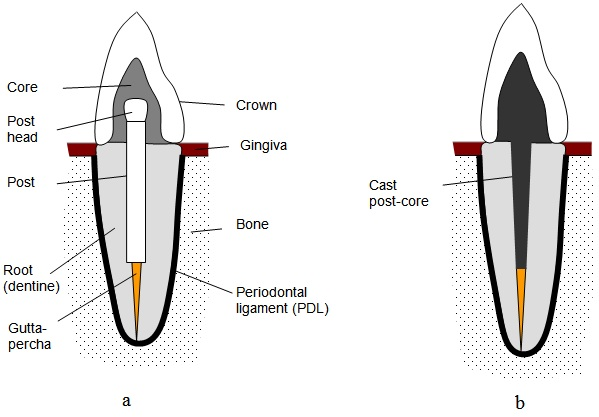 Core
Post
head
Post
Root
(dentine)
Gutta-
percha
Crown
Gingiva
Bone
Periodontal
ligament (PDL)
a
Cast
post-core
b